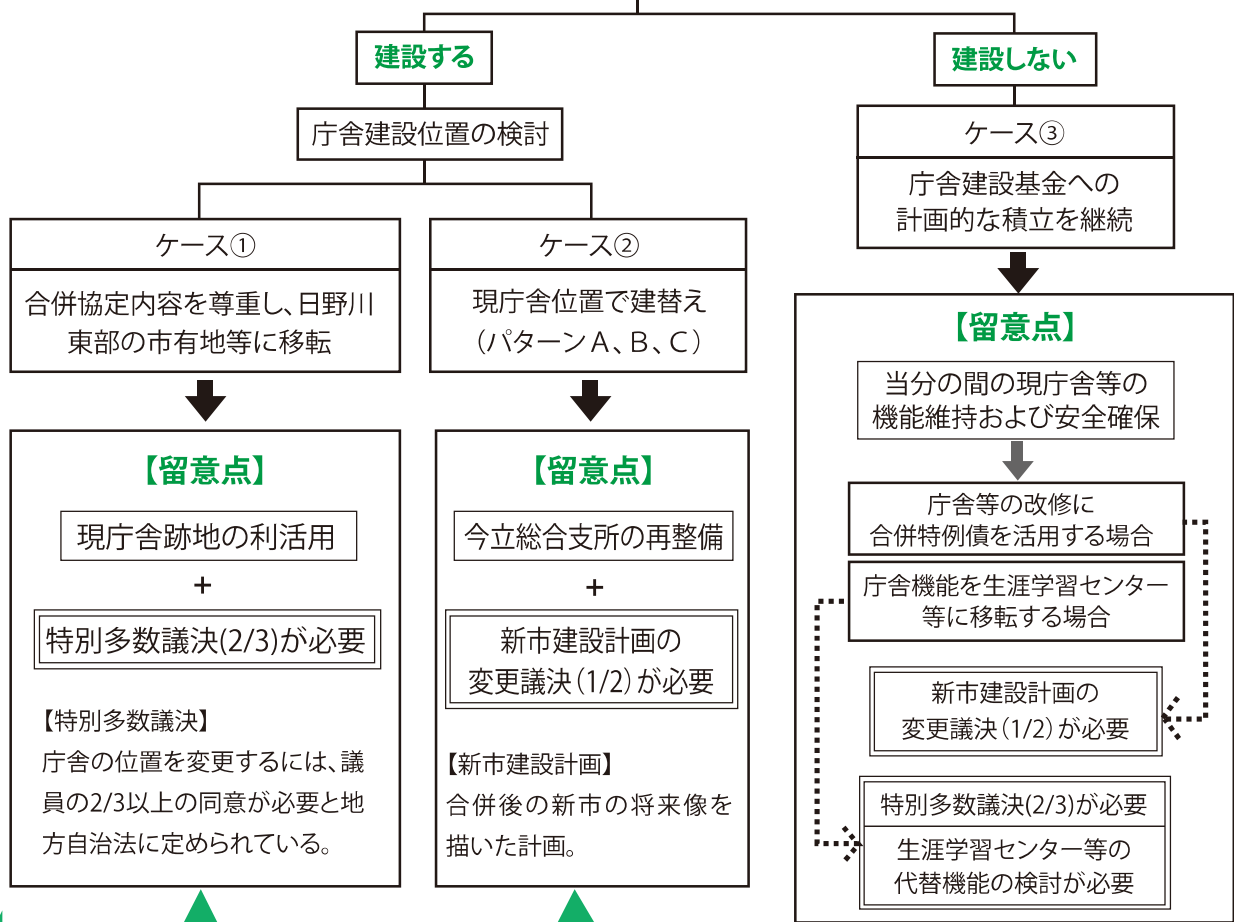 建設する
建設しない
庁舎建設位置の検討
ケース①
合併協定内容を尊重し、日野川
東部の市有地等に移転
ケース②
現庁舎位置で建替え
（パターンA、B、C）
ケース③
庁舎建設基金への
計画的な積立を継続
【留意点】
現庁舎跡地の利活用
+
特別多数議決(2/3)が必要
【特別多数議決】
庁舎の位置を変更するには、議
員の2/3以上の同意が必要と地
方自治法に定められている。
【留意点】
今立総合支所の再整備
+
新市建設計画の
変更議決（1/2）が必要
【新市建設計画】
合併後の新市の将来像を
描いた計画。
【留意点】
当分の間の現庁舎等の
機能維持および安全確保
庁舎等の改修に
合併特例債を活用する場合
庁舎機能を生涯学習センター
等に移転する場合
新市建設計画の
変更議決（1/2）が必要
特別多数議決(2/3)が必要
生涯学習センター等の
代替機能の検討が必要